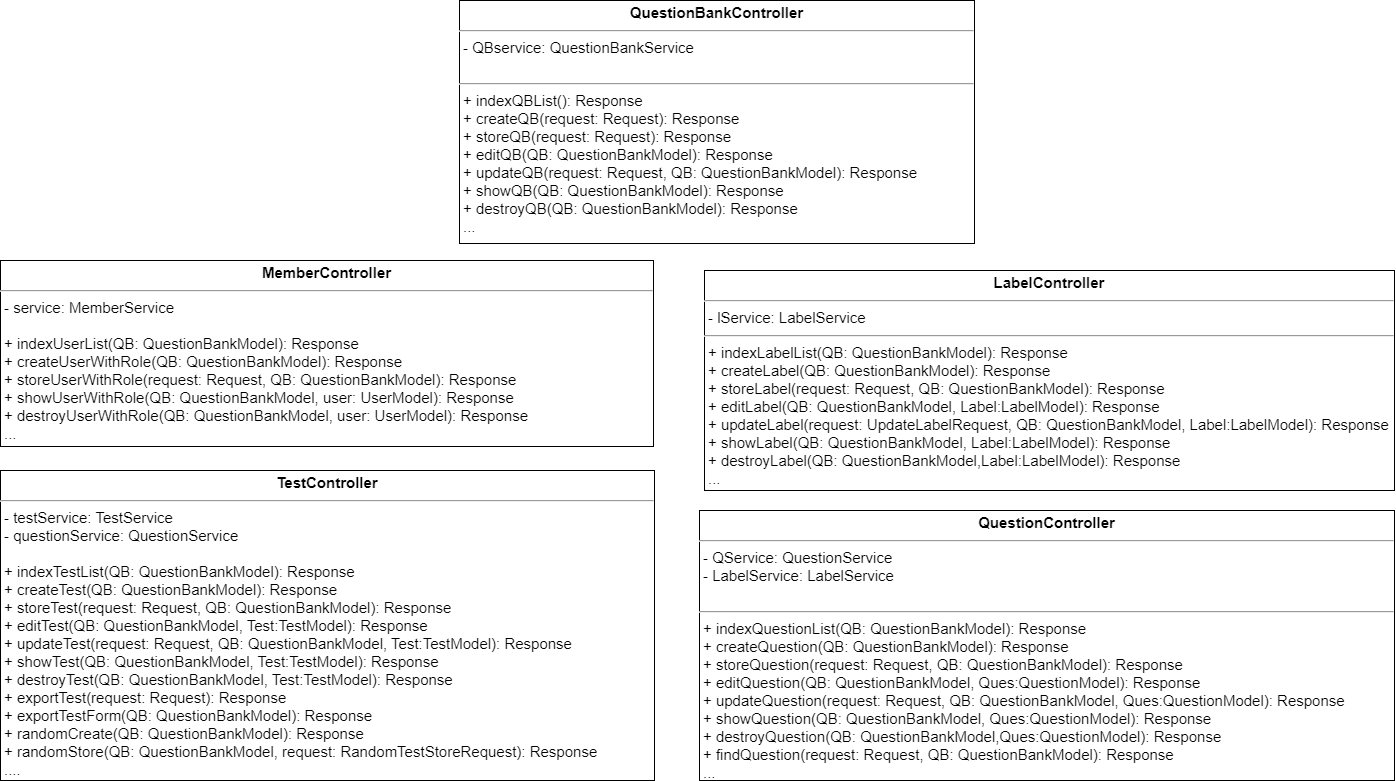 QuestionBankController
- QBservice: QuestionBankService
+ indexQBList(): Response
+ createQB(request: Request): Response
+ storeQB(request: Request): Response
+ editQB(QB: QuestionBankModel): Response
+ updateQB(request: Request, QB: QuestionBankModel): Response
+ showQB(QB: QuestionBankModel): Response
+ destroyQB(QB: QuestionBankModel): Response
...
MemberController
- service: MemberService
+ indexUserList(QB: QuestionBankModel): Response
+ createUserWithRole(QB: QuestionBankModel): Response
+ storeUserWithRole(request: Request, QB: QuestionBankModel): Response
+ showUserWithRole(QB: QuestionBankModel, user: UserModel): Response
+ destroyUserWithRole(QB: QuestionBankModel, user: UserModel): Response
...
LabelController
- lService: LabelService
+ indexLabelList(QB: QuestionBankModel): Response
+ createLabel(QB: QuestionBankModel): Response
+ storeLabel(request: Request, QB: QuestionBankModel): Response
+ editLabel(QB: QuestionBankModel, Label:LabelModel): Response
+ updateLabel(request: UpdateLabelRequest, QB: QuestionBankModel, Label:LabelModel): Response
+ showLabel(QB: QuestionBankModel, Label:LabelModel): Response
+ destroyLabel(QB: QuestionBankModel,Label:LabelModel): Response
...
TestController
- testService: TestService
- questionService: QuestionService
+ indexTestList(QB: QuestionBankModel): Response
+ createTest(QB: QuestionBankModel): Response
+ storeTest(request: Request, QB: QuestionBankModel): Response
+ editTest(QB: QuestionBankModel, Test:TestModel): Response
+ updateTest(request: Request, QB: QuestionBankModel, Test:TestModel): Response
+ showTest(QB: QuestionBankModel, Test:TestModel): Response
+ destroyTest(QB: QuestionBankModel, Test:TestModel): Response
+ exportTest(request: Request): Response
+ exportTestForm(QB: QuestionBankModel): Response
+ randomCreate(QB: QuestionBankModel): Response
+ randomStore(QB: QuestionBankModel, request: RandomTestStoreRequest): Response
....
QuestionController
- QService: QuestionService
- LabelService: LabelService
+ indexQuestionList(QB: QuestionBankModel): Response
+ createQuestion(QB: QuestionBankModel): Response
+ storeQuestion(request: Request, QB: QuestionBankModel): Response
+ editQuestion(QB: QuestionBankModel, Ques:QuestionModel): Response
+ updateQuestion(request: Request, QB: QuestionBankModel, Ques:QuestionModel): Response
+ showQuestion(QB: QuestionBankModel, Ques:QuestionModel): Response
+ destroyQuestion(QB: QuestionBankModel,Ques:QuestionModel): Response
+ findQuestion(request: Request, QB: QuestionBankModel): Response
...